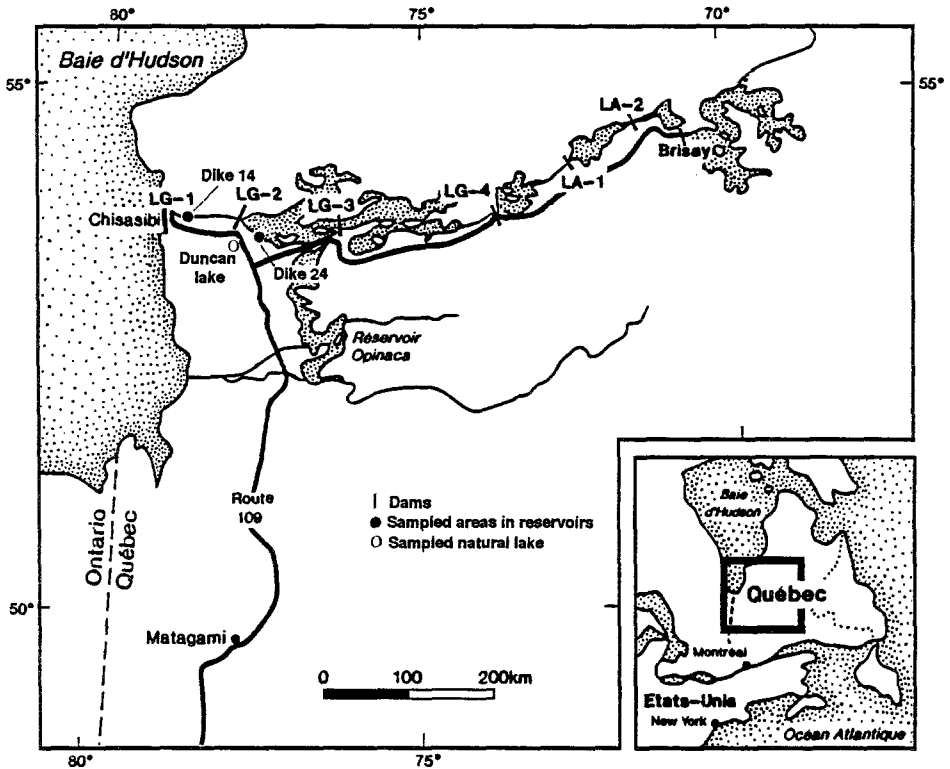 80°
75°
70°
Baie d'Hudson
55°
55°
LA-2
Brisay
Dike 14
LG-1
LG-2
LG-4
LA-1
LG-3
Chisasibi
Duncan
lake
Dike 24
Réservoir
Opinaca
Route
109
Dams
Sampled areas in reservoirs
Sampled natural lake
Ontario
Québec
50°
50°
Matagami
0 100 200km
80°
75°
Baie
d'Hudson
Québec
Montréal
Etats-Unis
New York
Océan Atlantique